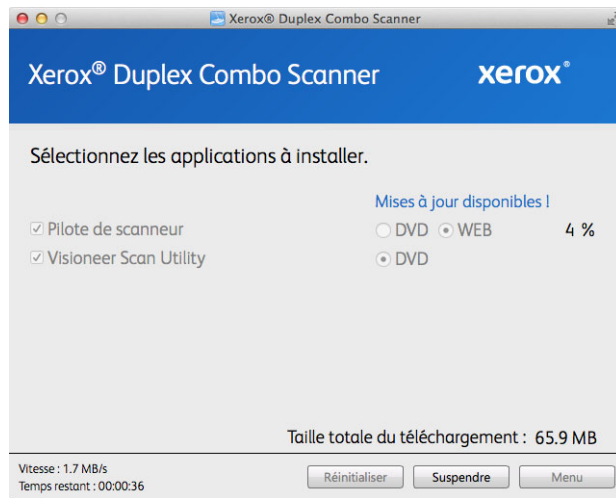 Xerox® Duplex Combo Scanner
Xerox® Duplex Combo Scanner xerox®
Sélectionnez les applications à installer.
Mises à jour disponibles !
Pilote de scanneur DVD WEB 4 %
Visioneer Scan Utility DVD
Taille totale du téléchargement : 65.9 MB
Vitesse : 1.7 MB/s
Temps restant : 00:00:36
Réinitialiser Suspendre Menu